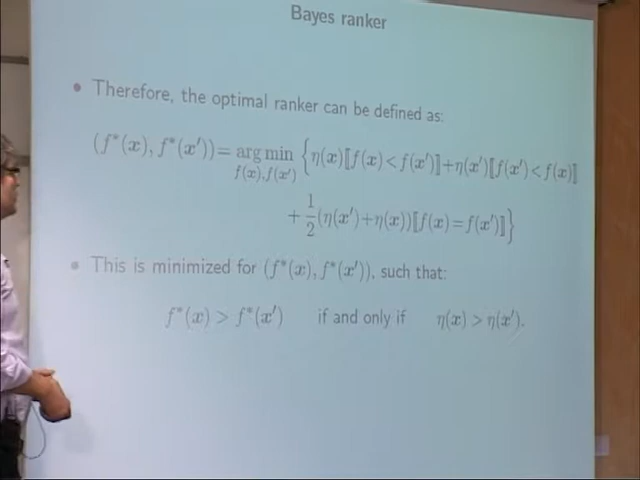 Bayes ranker
• Therefore, the optimal ranker can be defined as:
(f*(x), f*(x′)) = arg min {η(x)⟦f(x) < f(x′)⟧+η(x′)⟦f(x′) < f(x)⟧
f(x),f(x′)
+ 1/2 (η(x′)+η(x))⟦f(x)=f(x′)⟧}
• This is minimized for (f*(x), f*(x′)), such that:
f*(x) > f*(x′) if and only if η(x) > η(x′).